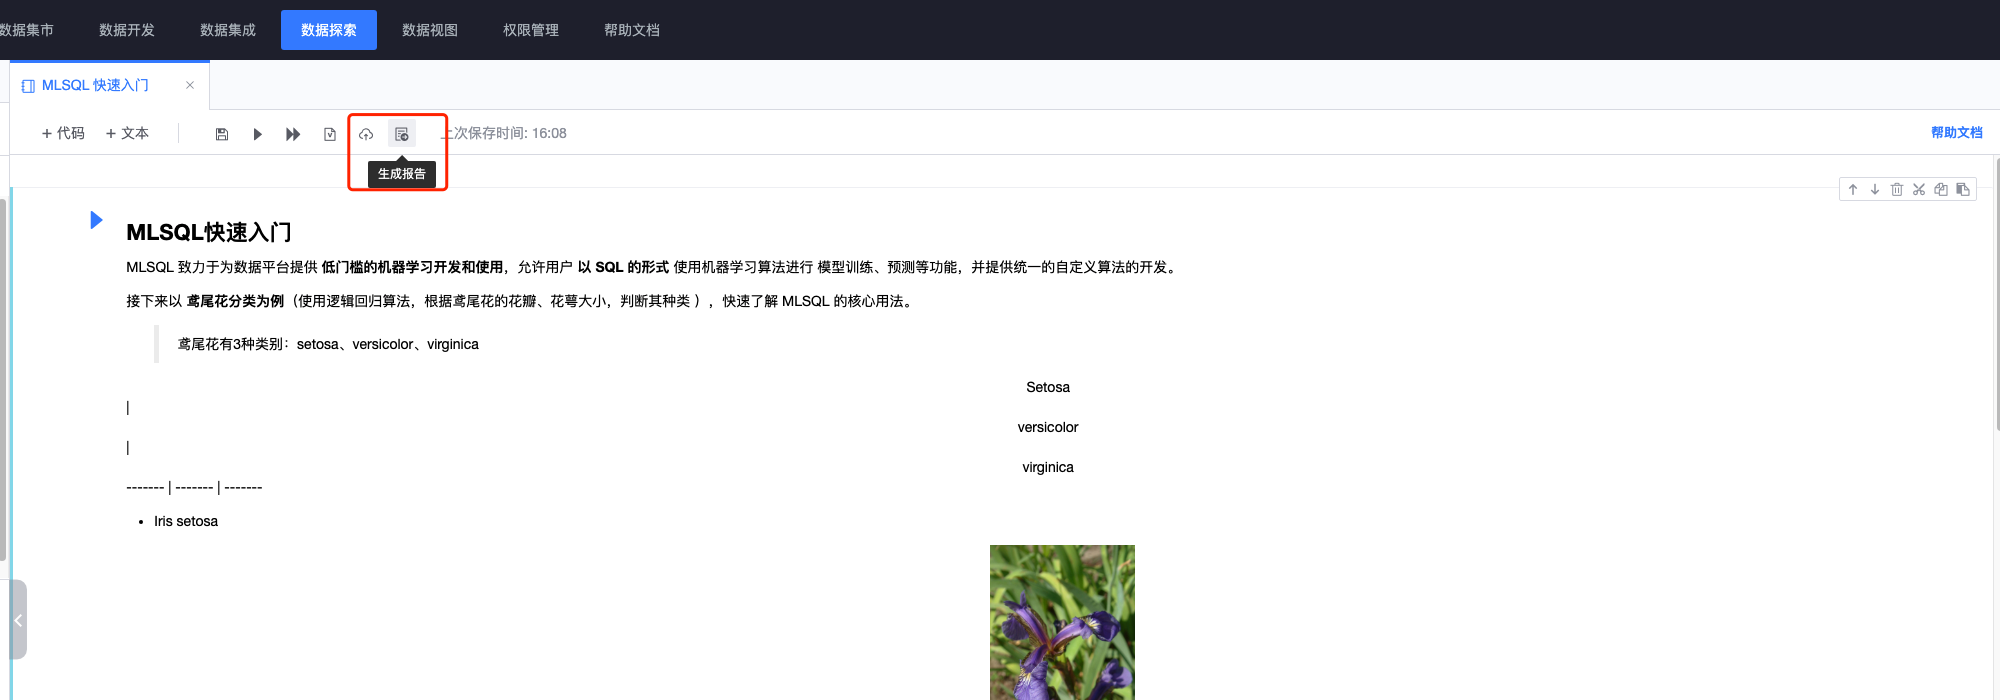 数据集市 数据开发 数据集成 数据探索 数据视图 权限管理 帮助文档
MLSQL 快速入门 ×
+ 代码 + 文本 上次保存时间: 16:08 帮助文档
生成报告
MLSQL快速入门
MLSQL 致力于为数据平台提供 低门槛的机器学习开发和使用，允许用户 以 SQL 的形式 使用机器学习算法进行 模型训练、预测等功能，并提供统一的自定义算法的开发。
接下来以 鸢尾花分类为例（使用逻辑回归算法，根据鸢尾花的花瓣、花萼大小，判断其种类 ），快速了解 MLSQL 的核心用法。
鸢尾花有3种类别：setosa、versicolor、virginica
Setosa
|
versicolor
|
virginica
------- | ------- | -------
• Iris setosa